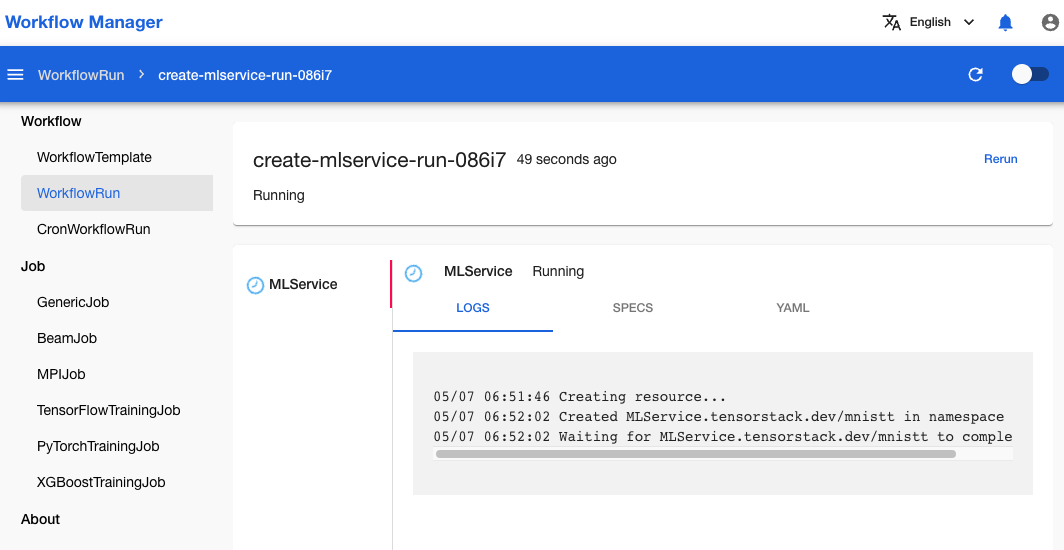 Workflow Manager
English
WorkflowRun
create-mlservice-run-086i7
Workflow
WorkflowTemplate
WorkflowRun
CronWorkflowRun
Job
GenericJob
BeamJob
MPIJob
TensorFlowTrainingJob
PyTorchTrainingJob
XGBoostTrainingJob
About
create-mlservice-run-086i7 49 seconds ago
Rerun
Running
MLService
MLService Running
LOGS SPECS YAML
05/07 06:51:46 Creating resource...
05/07 06:52:02 Created MLService.tensorstack.dev/mnistt in namespace
05/07 06:52:02 Waiting for MLService.tensorstack.dev/mnistt to comple